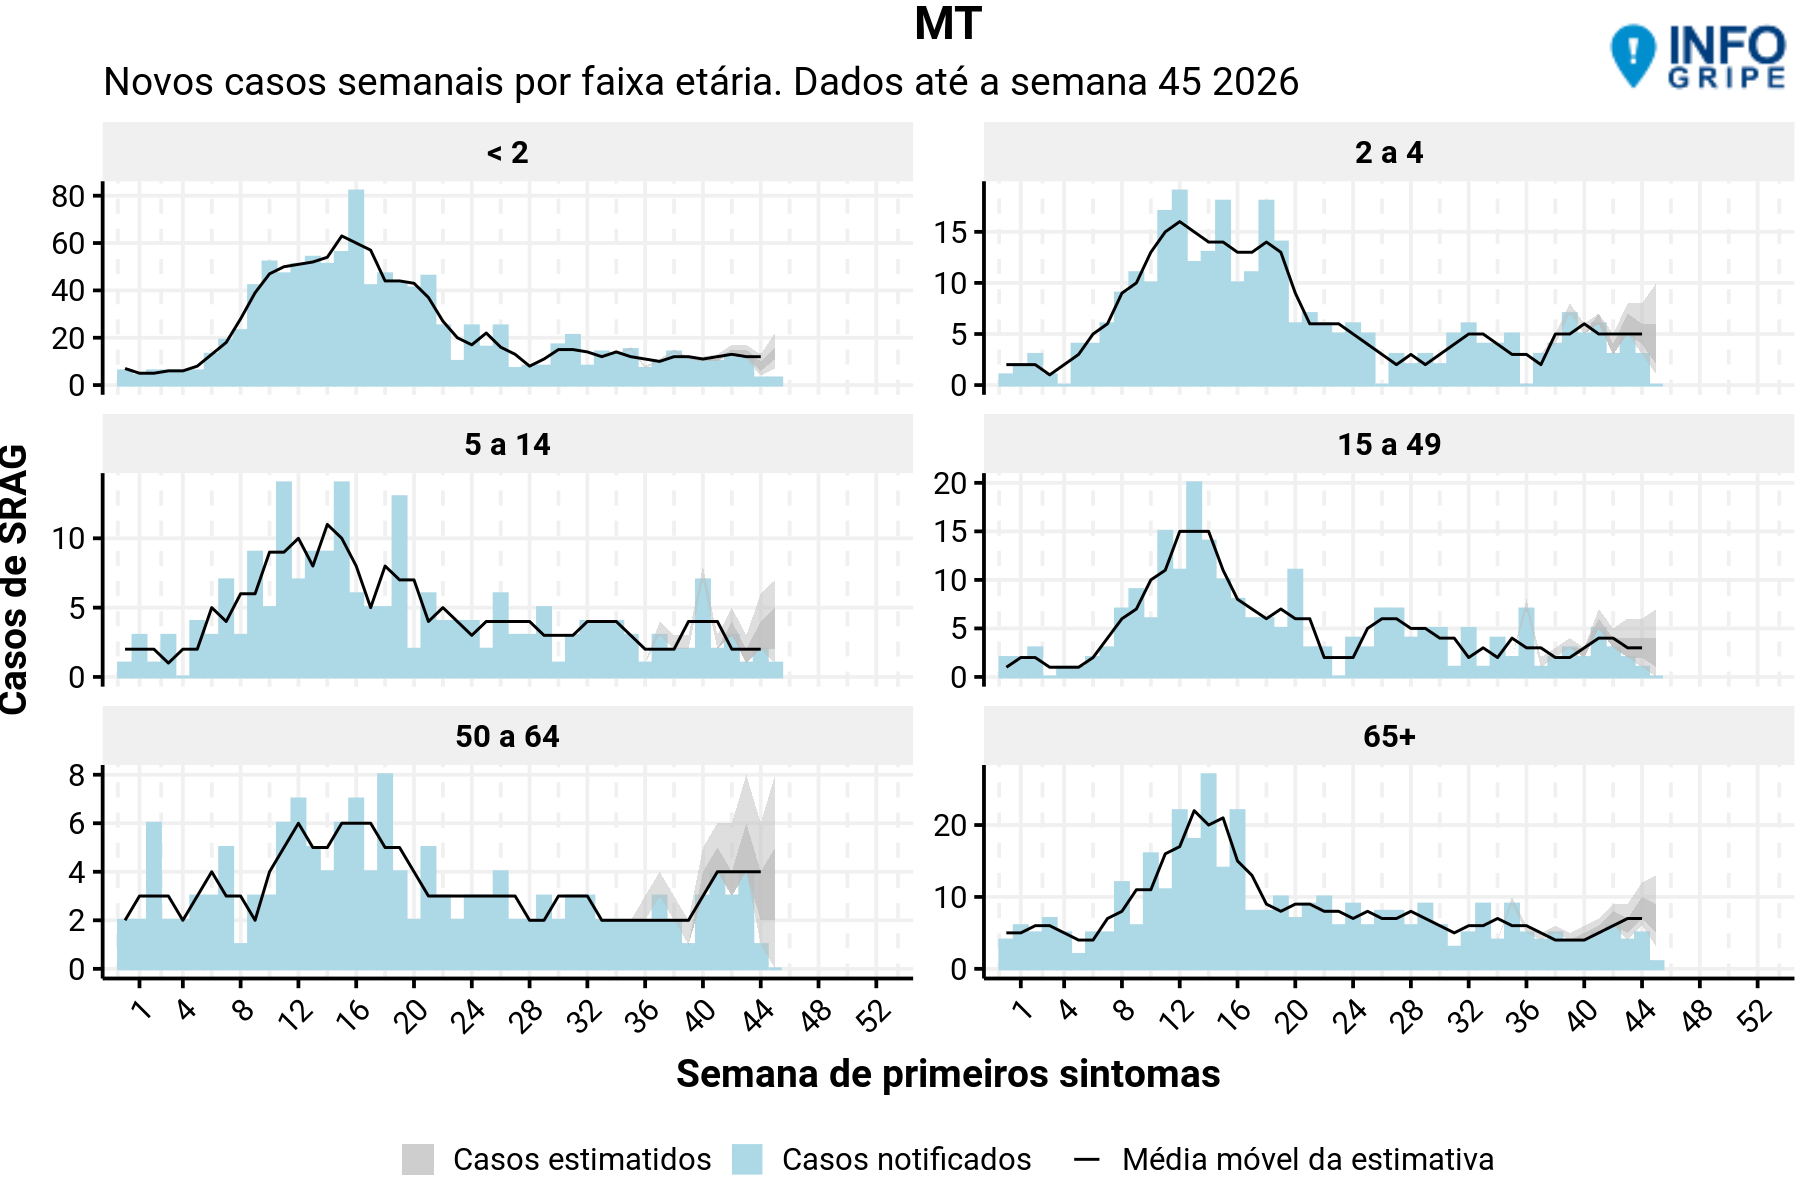 MT
INFO
GRIPE
Novos casos semanais por faixa etária. Dados até a semana 45 2026
< 2
2 a 4
80
60
40
20
0
15
10
5
0
5 a 14
15 a 49
10
5
0
20
15
10
5
0
50 a 64
65+
8
6
4
2
0
20
10
0
Casos de SRAG
1 4 8 12 16 20 24 28 32 36 40 44 48 52
1 4 8 12 16 20 24 28 32 36 40 44 48 52
Semana de primeiros sintomas
Casos estimatidos Casos notificados Média móvel da estimativa